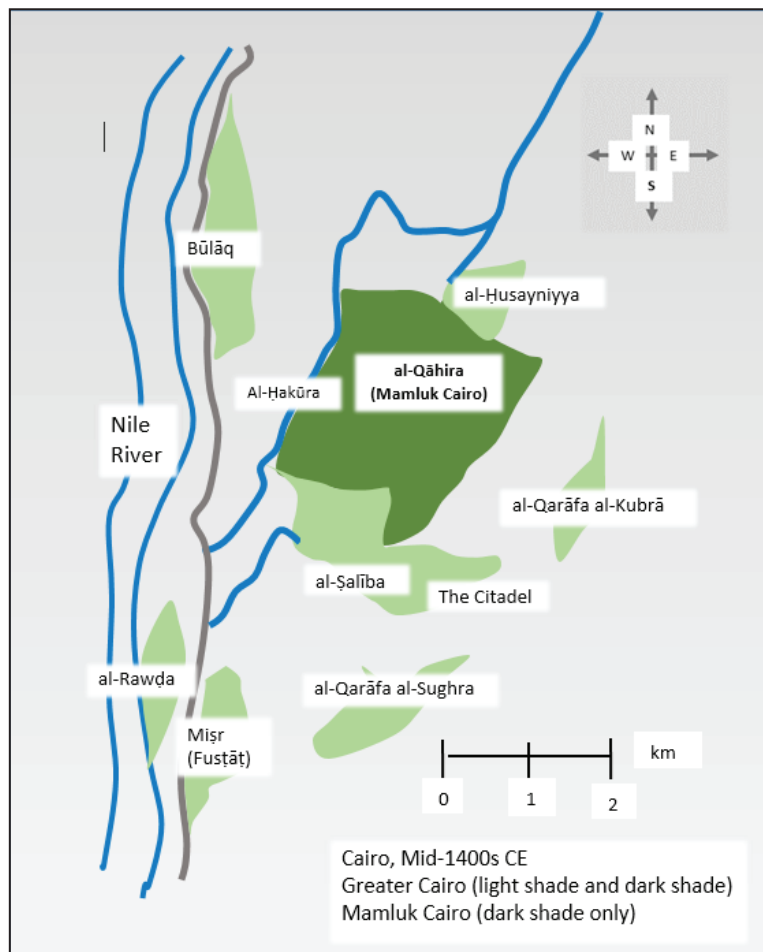 N
W E
S
Būlāq
al-Ḥusayniyya
al-Qāhira
(Mamluk Cairo)
Al-Ḥakūra
Nile
River
al-Qarāfa al-Kubrā
al-Ṣalība
The Citadel
al-Rawḍa
al-Qarāfa al-Sughra
Miṣr
(Fusṭāṭ)
km
0 1 2
Cairo, Mid-1400s CE
Greater Cairo (light shade and dark shade)
Mamluk Cairo (dark shade only)